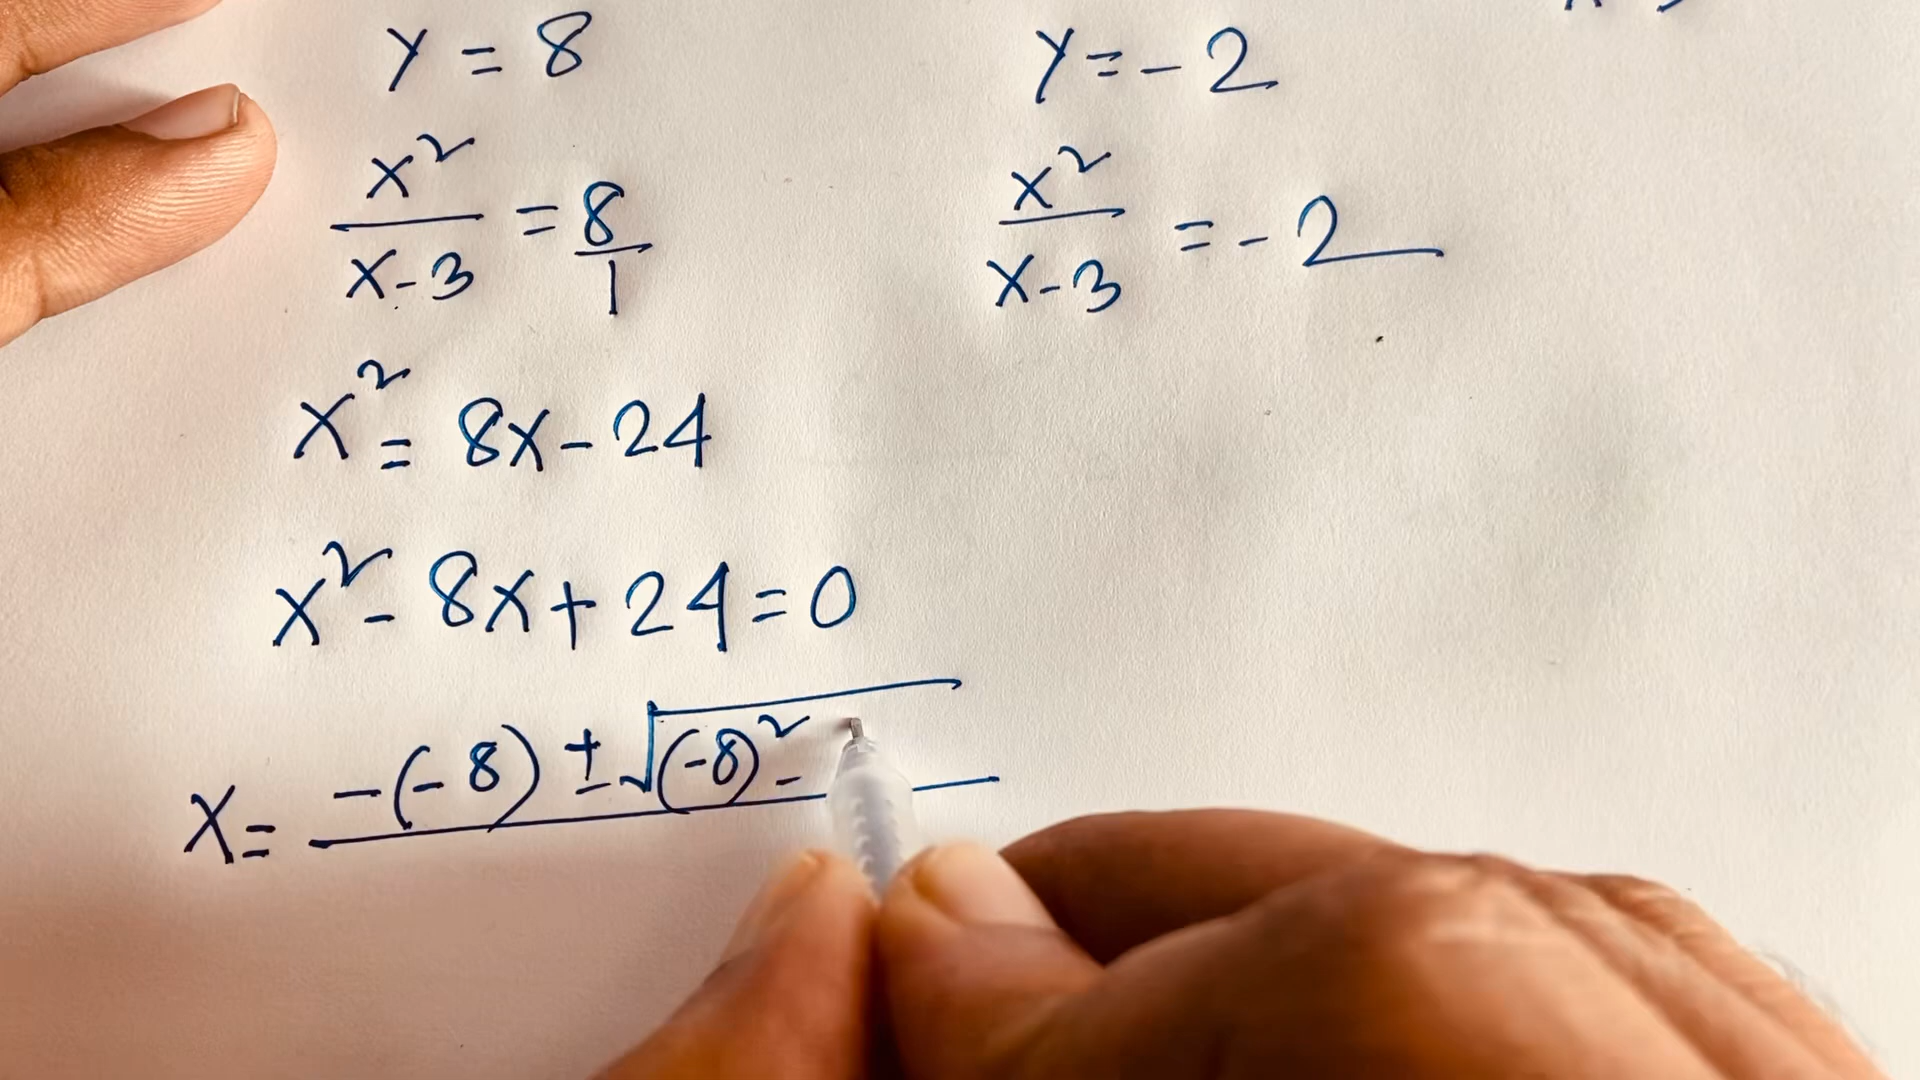 y = 8
x² / x-3 = 8/1
x² = 8x - 24
x² - 8x + 24 = 0
x = -(-8) ± √(-8)² -
y = -2
x² / x-3 = -2